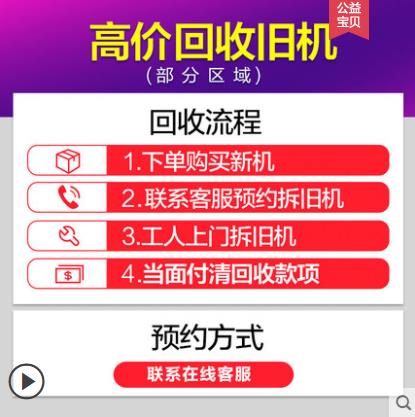 公益
宝贝
高价回收旧机
(部分区域)
回收流程
1.下单购买新机
2.联系客服预约拆旧机
3.工人上门拆旧机
4.当面付清回收款项
预约方式
联系在线客服